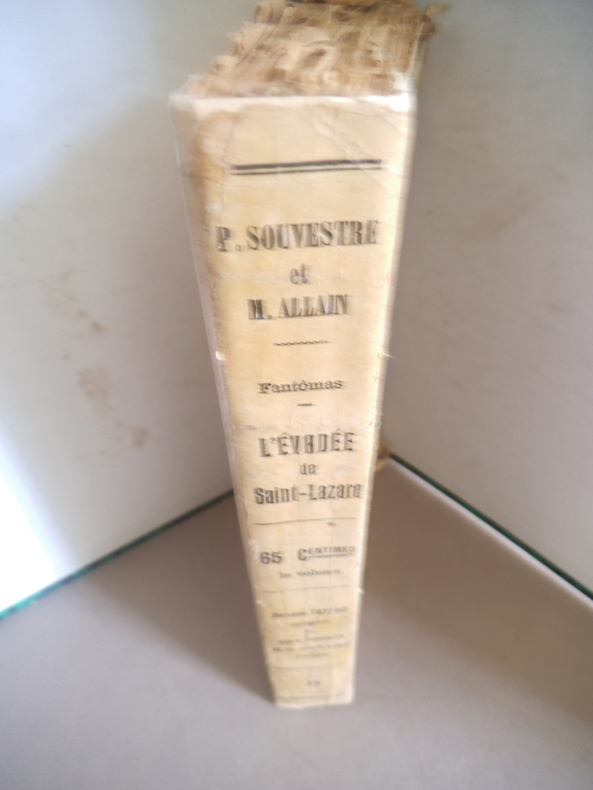 P. SOUVESTRE
et
M. ALLAIN
Fantômas
L'ÉVADÉE
de
Saint-Lazare
65 CENTIMES
le volume